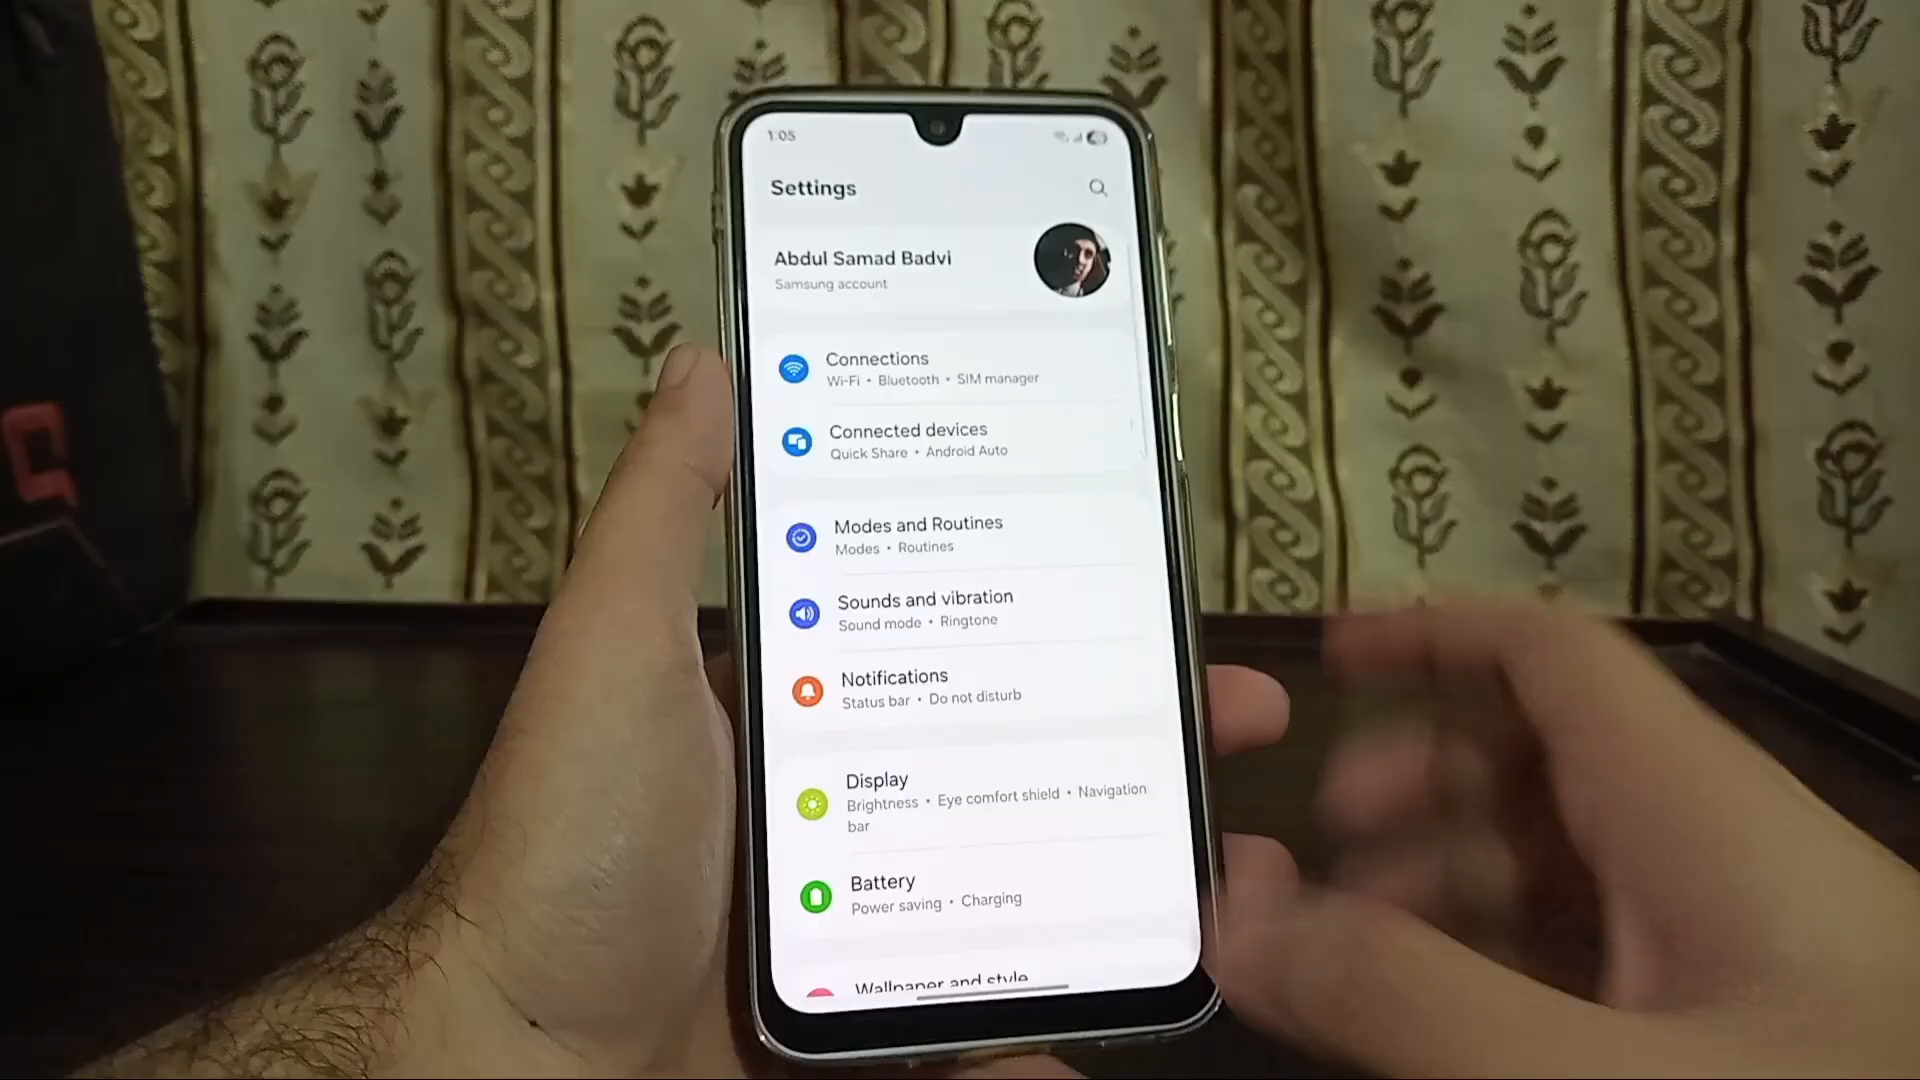 1:05
Settings
Abdul Samad Badvi
Samsung account
Connections
Wi-Fi • Bluetooth • SIM manager
Connected devices
Quick Share • Android Auto
Modes and Routines
Modes • Routines
Sounds and vibration
Sound mode • Ringtone
Notifications
Status bar • Do not disturb
Display
Brightness • Eye comfort shield • Navigation
bar
Battery
Power saving • Charging
Wallpaper and style